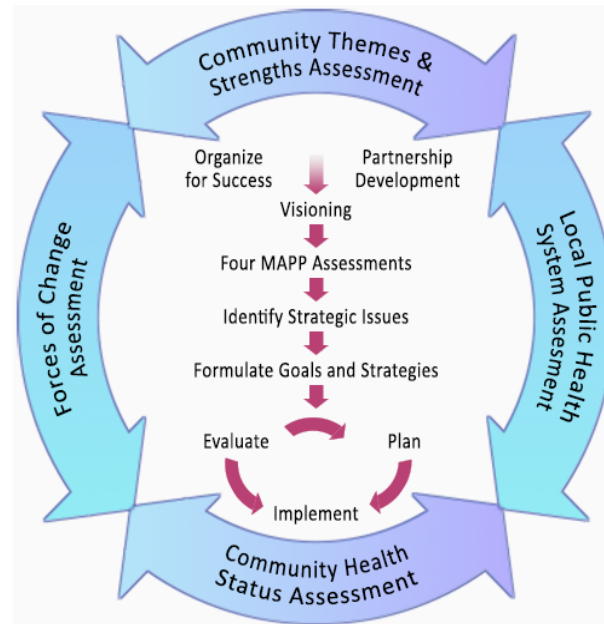 Community Themes &
Strengths Assessment
Organize
for Success
Partnership
Development
Visioning
Four MAPP Assessments
Identify Strategic Issues
Formulate Goals and Strategies
Evaluate
Plan
Implement
Forces of Change
Assessment
Local Public Health
System Assesment
Community Health
Status Assessment